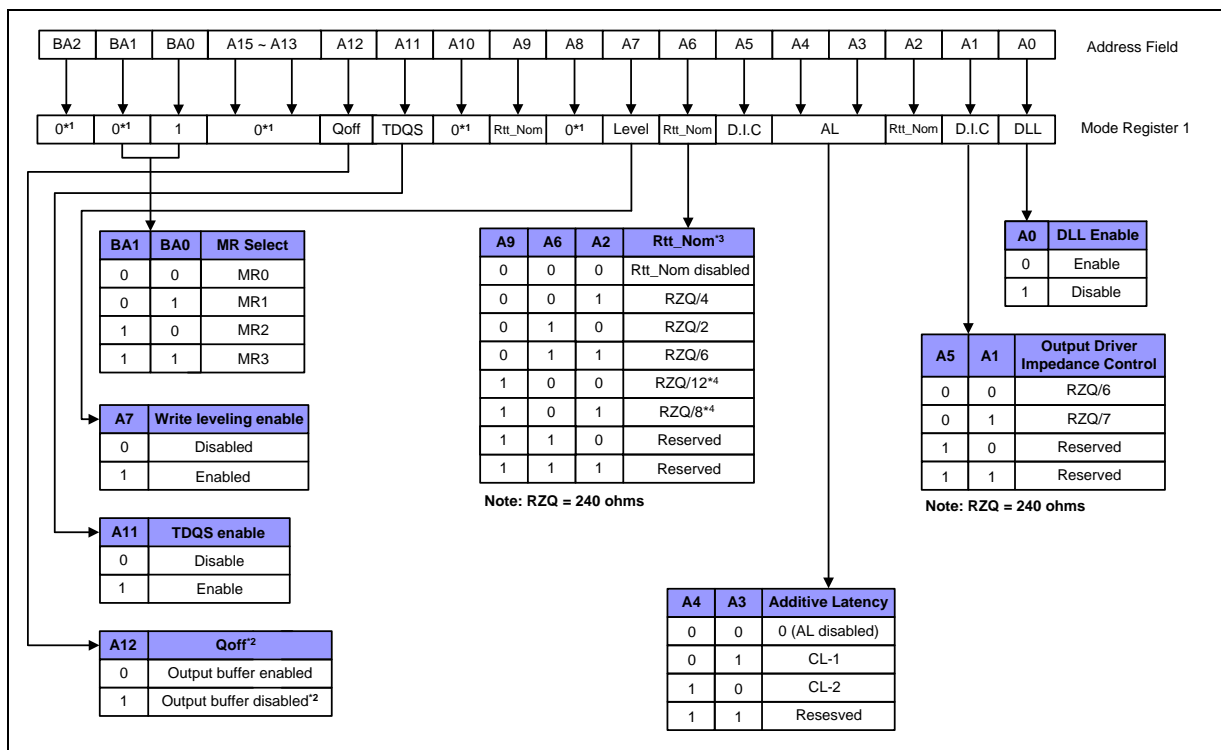 BA2 BA1 BA0 A15 ~ A13 A12 A11 A10 A9 A8 A7 A6 A5 A4 A3 A2 A1 A0 Address Field
0*1 0*1 1 0*1 Qoff TDQS 0*1 Rtt_Nom 0*1 Level Rtt_Nom D.I.C AL Rtt_Nom D.I.C DLL Mode Register 1
BA1 BA0 MR Select
0 0 MR0
0 1 MR1
1 0 MR2
1 1 MR3
A7 Write leveling enable
0 Disabled
1 Enabled
A11 TDQS enable
0 Disable
1 Enable
A12 Qoff*2
0 Output buffer enabled
1 Output buffer disabled*2
A9 A6 A2 Rtt_Nom*3
0 0 0 Rtt_Nom disabled
0 0 1 RZQ/4
0 1 0 RZQ/2
0 1 1 RZQ/6
1 0 0 RZQ/12*4
1 0 1 RZQ/8*4
1 1 0 Reserved
1 1 1 Reserved
Note: RZQ = 240 ohms
A0 DLL Enable
0 Enable
1 Disable
A5 A1 Output Driver
Impedance Control
0 0 RZQ/6
0 1 RZQ/7
1 0 Reserved
1 1 Reserved
Note: RZQ = 240 ohms
A4 A3 Additive Latency
0 0 0 (AL disabled)
0 1 CL-1
1 0 CL-2
1 1 Resesved